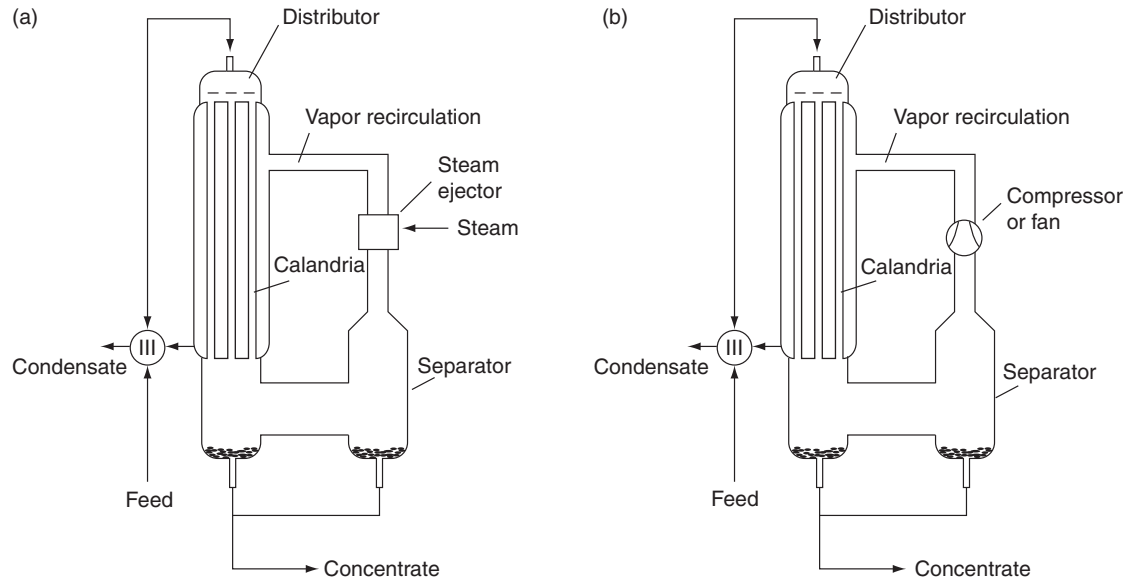 (a)
Distributor
Vapor recirculation
Steam
ejector
Steam
Calandria
III
Condensate
Separator
Feed
Concentrate
(b)
Distributor
Vapor recirculation
Compressor
or fan
Calandria
III
Condensate
Separator
Feed
Concentrate